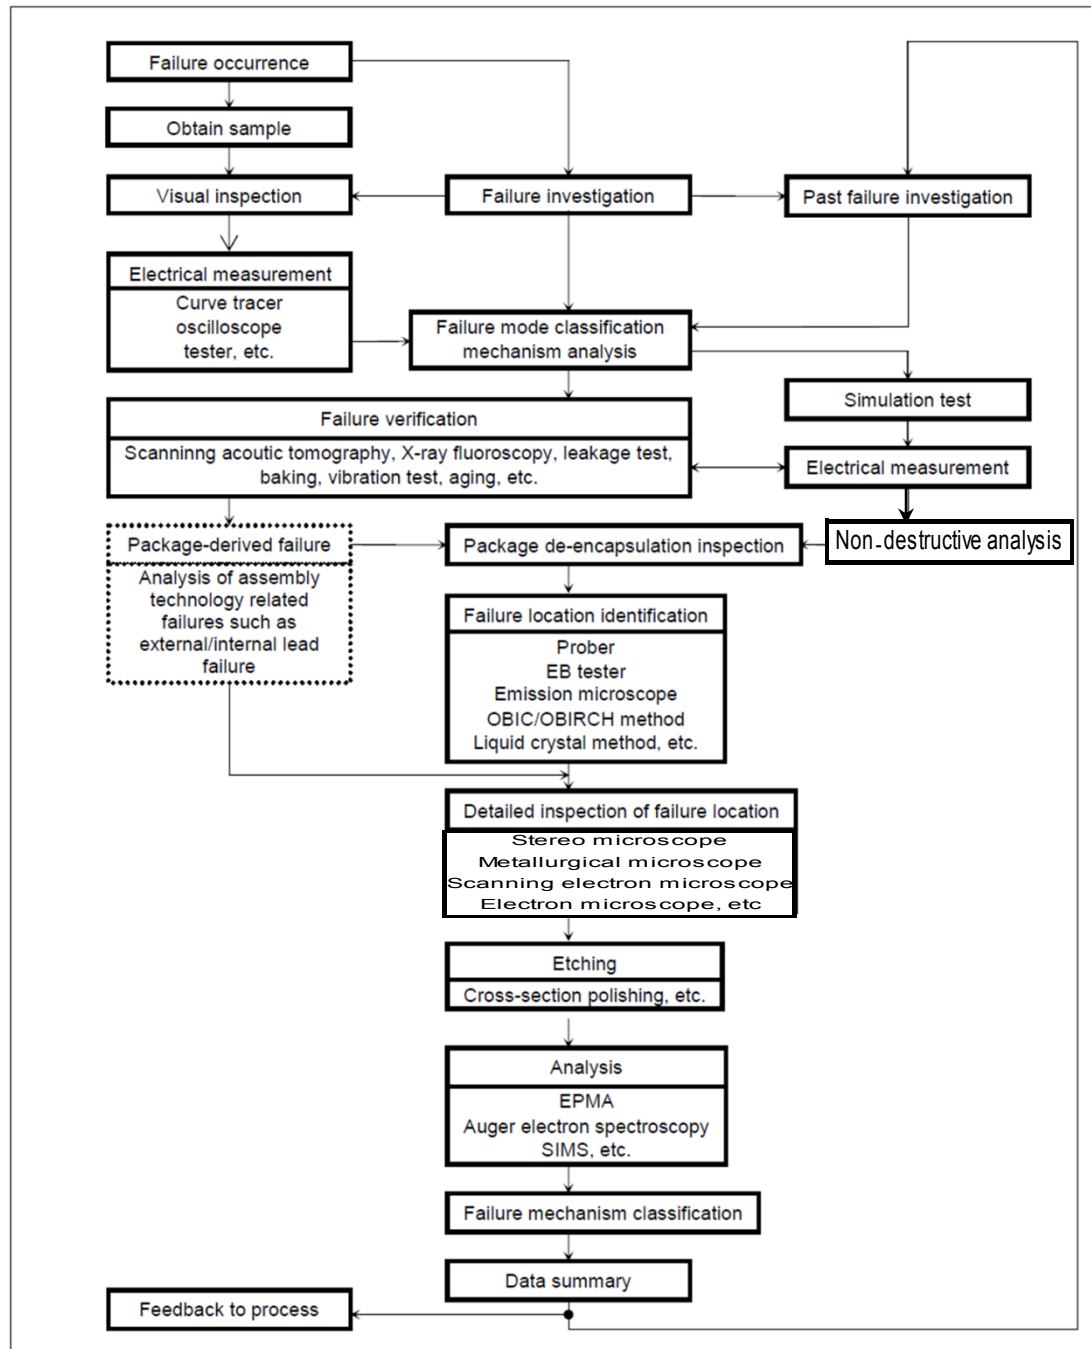 Failure occurrence
Obtain sample
Visual inspection
Failure investigation
Past failure investigation
Electrical measurement
Curve tracer
oscilloscope
tester, etc.
Failure mode classification
mechanism analysis
Simulation test
Failure verification
Scanninng acoutic tomography, X-ray fluoroscopy, leakage test,
baking, vibration test, aging, etc.
Electrical measurement
Package-derived failure
Analysis of assembly
technology related
failures such as
external/internal lead
failure
Package de-encapsulation inspection
Non-destructive analysis
Failure location identification
Prober
EB tester
Emission microscope
OBIC/OBIRCH method
Liquid crystal method, etc.
Detailed inspection of failure location
Stereo microscope
Metallurgical microscope
Scanning electron microscope
Electron microscope, etc
Etching
Cross-section polishing, etc.
Analysis
EPMA
Auger electron spectroscopy
SIMS, etc.
Failure mechanism classification
Data summary
Feedback to process